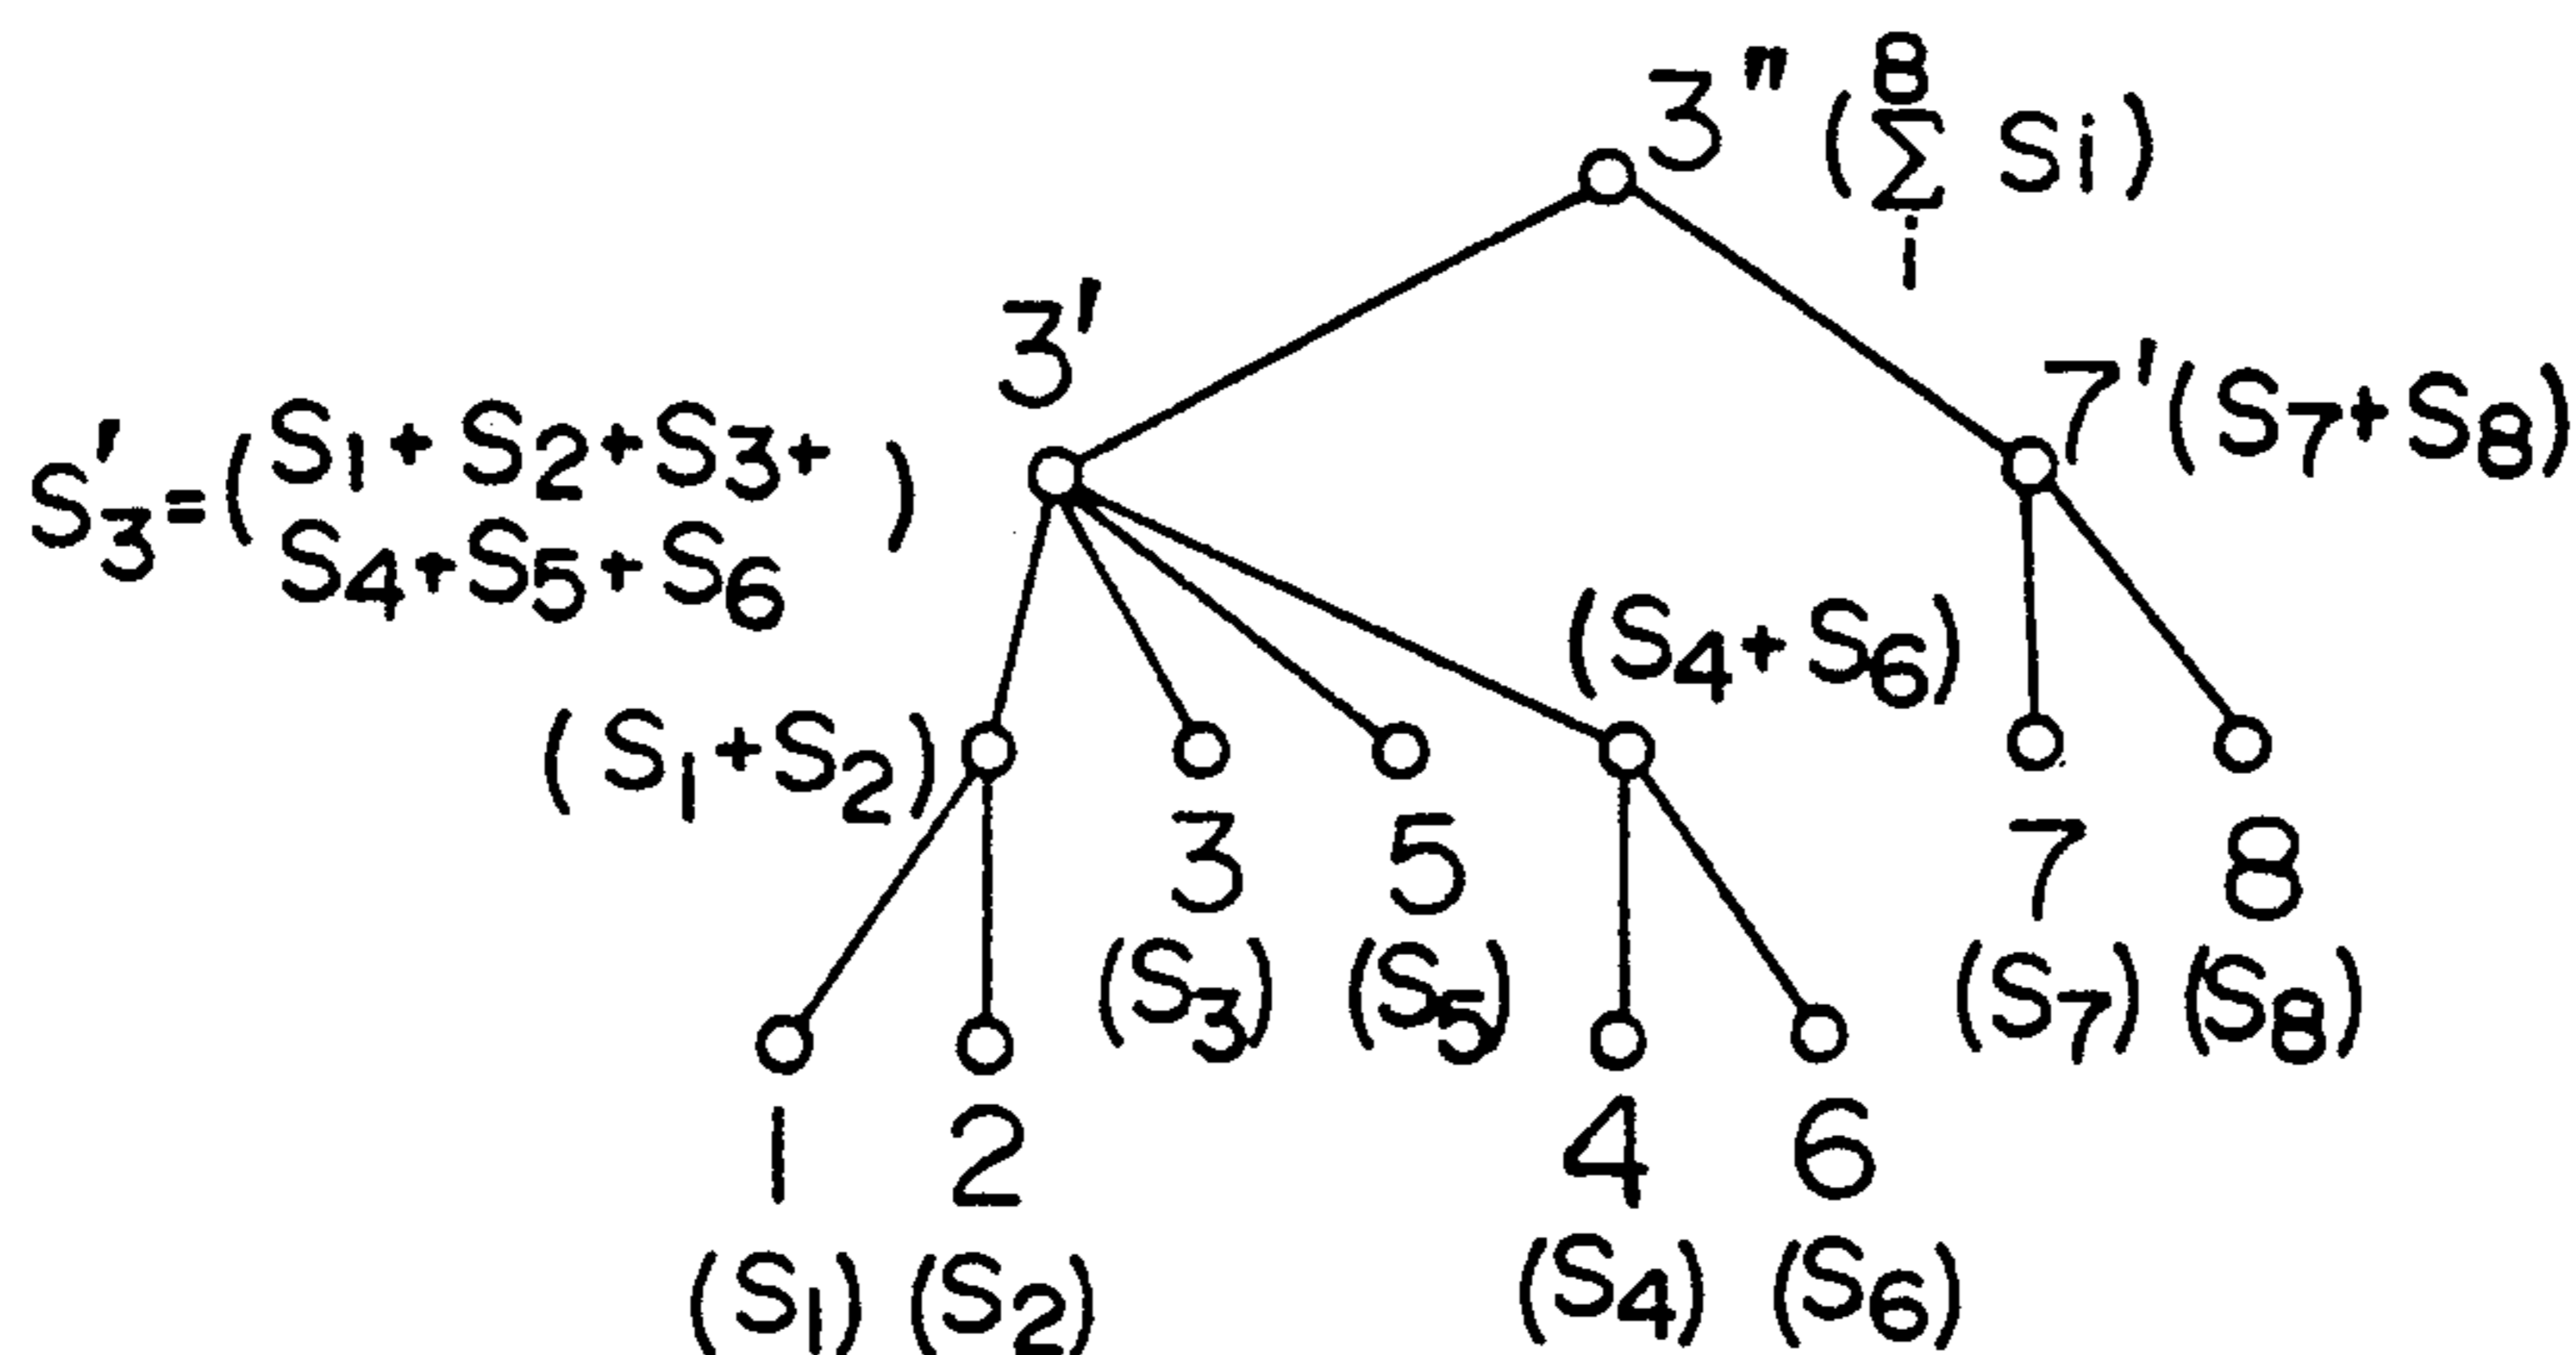 3" (8 Σ i Si)
3'
7' (S7+S8)
S'3=(S1+S2+S3+
S4+S5+S6)
(S4+S6)
(S1+S2)
3 5 7 8
(S3) (S5) (S7) (S8)
1 2 4 6
(S1) (S2) (S4) (S6)